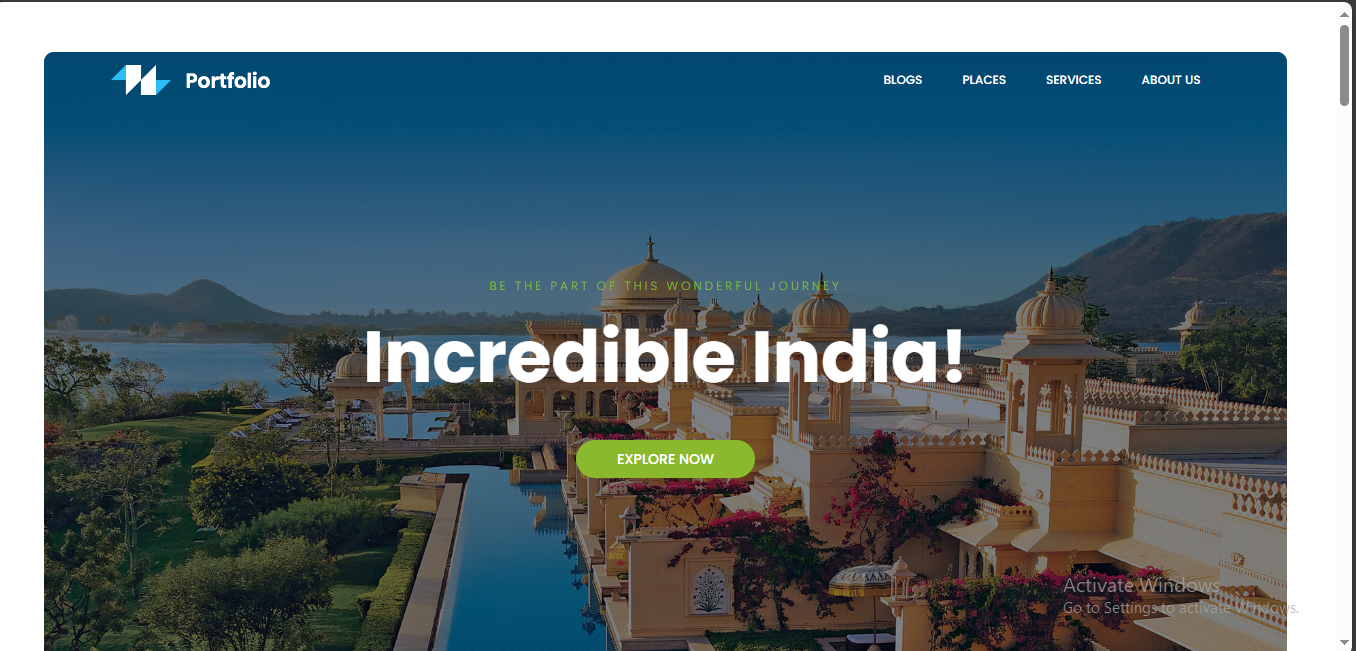 Portfolio
BLOGS PLACES SERVICES ABOUT US
BE THE PART OF THIS WONDERFUL JOURNEY
Incredible India!
EXPLORE NOW
Activate Windows
Go to Settings to activate Windows.